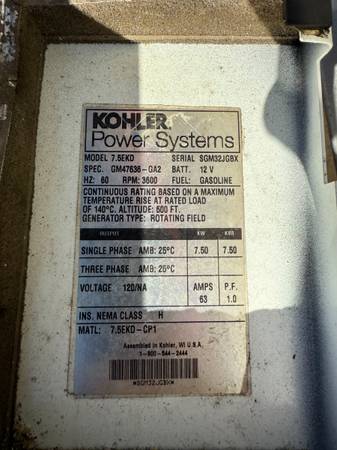 KOHLER
Power Systems
MODEL 7.5EKD SERIAL SGM32JGBX
SPEC. GM47636-GA2 BATT. 12 V
HZ: 60 RPM: 3600 FUEL: GASOLINE
CONTINUOUS RATING BASED ON A MAXIMUM
TEMPERATURE RISE AT RATED LOAD
OF 140°C. ALTITUDE: 500 FT.
GENERATOR TYPE: ROTATING FIELD
OUTPUT KW KVA
SINGLE PHASE AMB: 25°C 7.50 7.50
THREE PHASE AMB: 25°C
VOLTAGE 120/NA AMPS P.F.
63 1.0
INS. NEMA CLASS H
MATL: 7.5EKD-CP1
Assembled in Kohler, WI U.S.A.
1-800-544-2444
*SGM32JGBX*